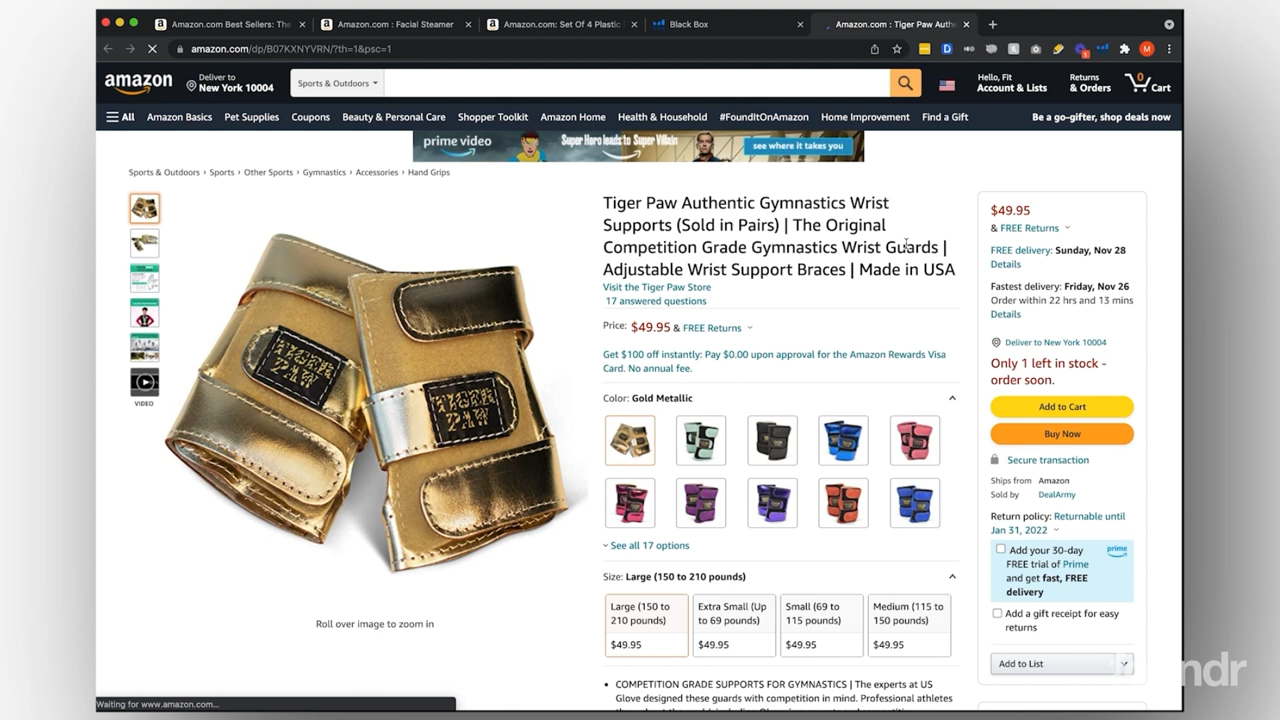 Amazon.com Best Sellers: The
Amazon.com : Facial Steamer
Amazon.com: Set Of 4 Plastic
Black Box
Amazon.com : Tiger Paw Auth
amazon.com/dp/B07KXNYVRN/?th=1&psc=1
amazon
Deliver to
New York 10004
Sports & Outdoors
Hello, Fit
Account & Lists
Returns
& Orders
0
Cart
All
Amazon Basics
Pet Supplies
Coupons
Beauty & Personal Care
Shopper Toolkit
Amazon Home
Health & Household
#FoundItOnAmazon
Home Improvement
Find a Gift
Be a go-gifter, shop deals now
prime video
Super Hero leads to Super Villain
see where it takes you
Sports & Outdoors › Sports › Other Sports › Gymnastics › Accessories › Hand Grips
VIDEO
TIGER
PAW
TIGER
PAW
Roll over image to zoom in
Tiger Paw Authentic Gymnastics Wrist
Supports (Sold in Pairs) | The Original
Competition Grade Gymnastics Wrist Guards |
Adjustable Wrist Support Braces | Made in USA
Visit the Tiger Paw Store
17 answered questions
Price: $49.95 & FREE Returns
Get $100 off instantly: Pay $0.00 upon approval for the Amazon Rewards Visa
Card. No annual fee.
Color: Gold Metallic
See all 17 options
Size: Large (150 to 210 pounds)
Large (150 to
210 pounds)
$49.95
Extra Small (Up
to 69 pounds)
$49.95
Small (69 to
115 pounds)
$49.95
Medium (115 to
150 pounds)
$49.95
• COMPETITION GRADE SUPPORTS FOR GYMNASTICS | The experts at US
Glove designed these guards with competition in mind. Professional athletes
$49.95
& FREE Returns
FREE delivery: Sunday, Nov 28
Details
Fastest delivery: Friday, Nov 26
Order within 22 hrs and 13 mins
Details
Deliver to New York 10004
Only 1 left in stock -
order soon.
Add to Cart
Buy Now
Secure transaction
Ships from Amazon
Sold by DealArmy
Return policy: Returnable until
Jan 31, 2022
Add your 30-day
FREE trial of Prime
and get fast, FREE
delivery
prime
Add a gift receipt for easy
returns
Add to List
Waiting for www.amazon.com...